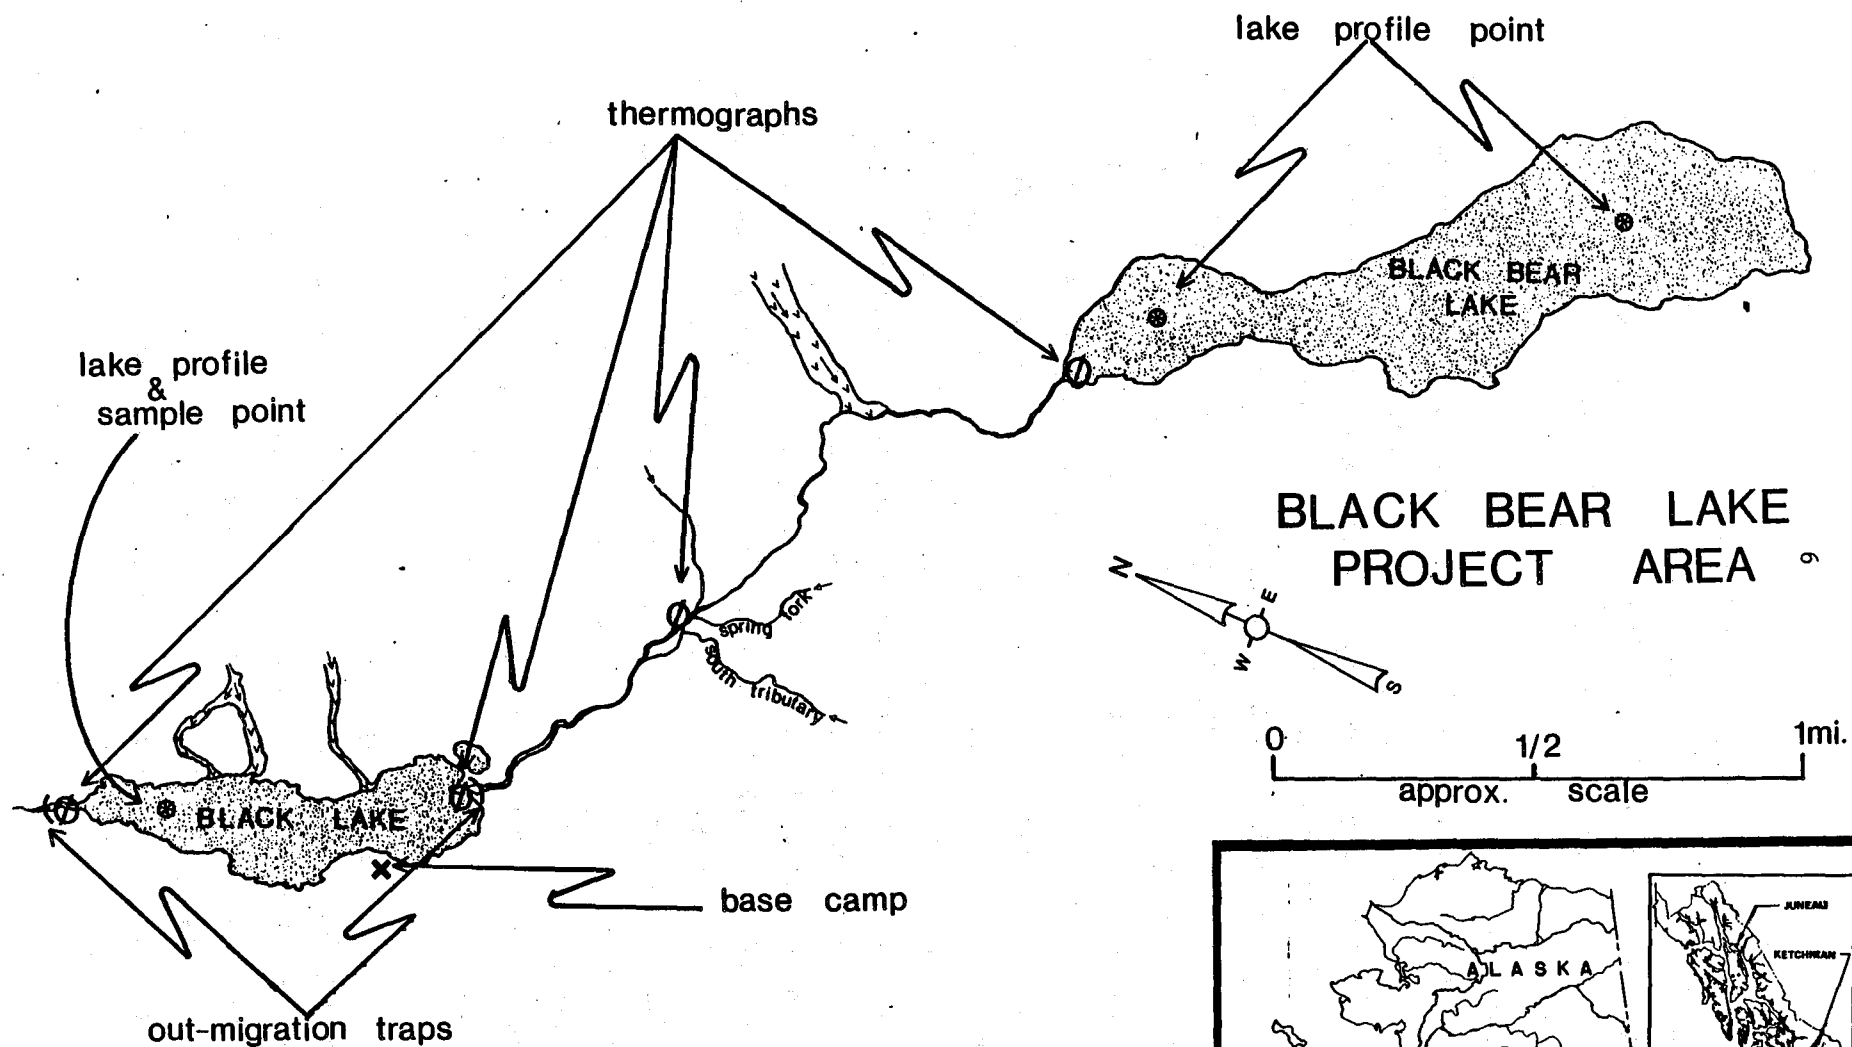 lake profile point
thermographs
BLACK BEAR
LAKE
lake profile
&
sample point
BLACK BEAR LAKE
PROJECT AREA
9
N
E
W
S
spring fork
south tributary
0 1/2 1mi.
approx. scale
BLACK LAKE
base camp
out-migration traps
ALASKA
JUNEAU
KETCHIKAN